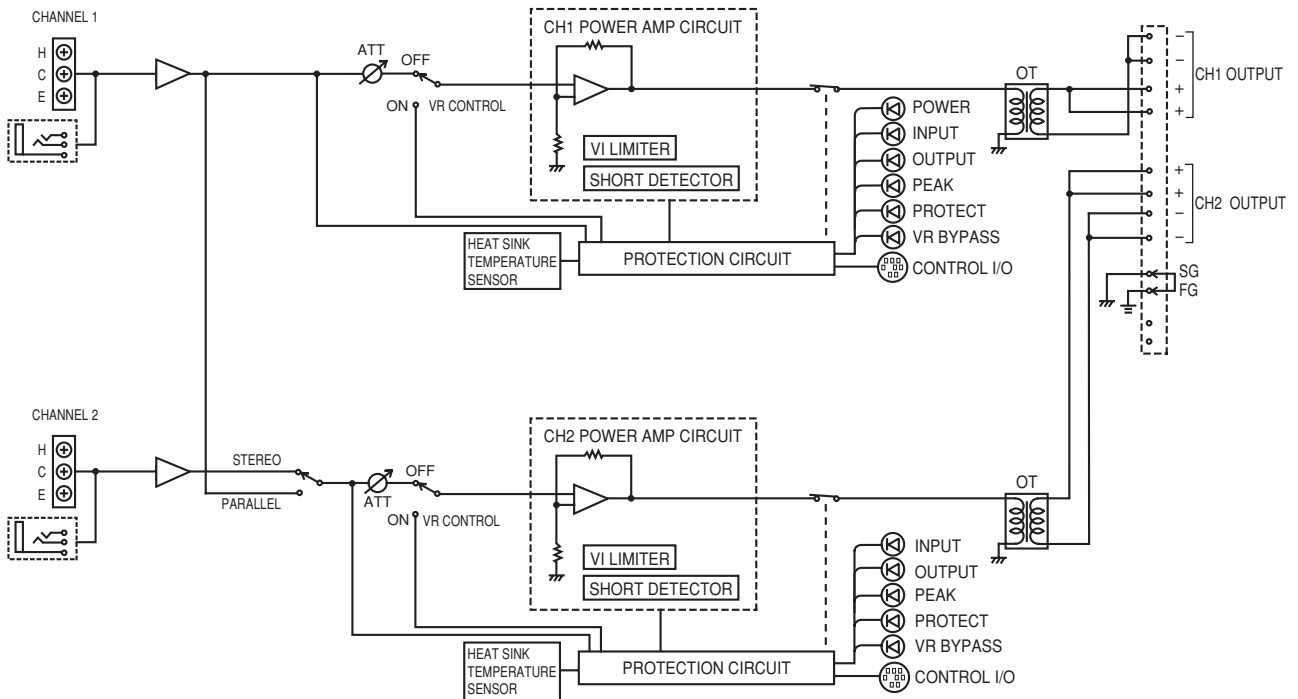 CHANNEL 1
H
C
E
ATT
OFF
ON
VR CONTROL
CH1 POWER AMP CIRCUIT
VI LIMITER
SHORT DETECTOR
HEAT SINK
TEMPERATURE
SENSOR
PROTECTION CIRCUIT
POWER
INPUT
OUTPUT
PEAK
PROTECT
VR BYPASS
CONTROL I/O
OT
−
−
+
+
CH1 OUTPUT
+
+
−
−
CH2 OUTPUT
SG
FG
CHANNEL 2
H
C
E
STEREO
PARALLEL
ATT
OFF
ON
VR CONTROL
CH2 POWER AMP CIRCUIT
VI LIMITER
SHORT DETECTOR
HEAT SINK
TEMPERATURE
SENSOR
PROTECTION CIRCUIT
INPUT
OUTPUT
PEAK
PROTECT
VR BYPASS
CONTROL I/O
OT